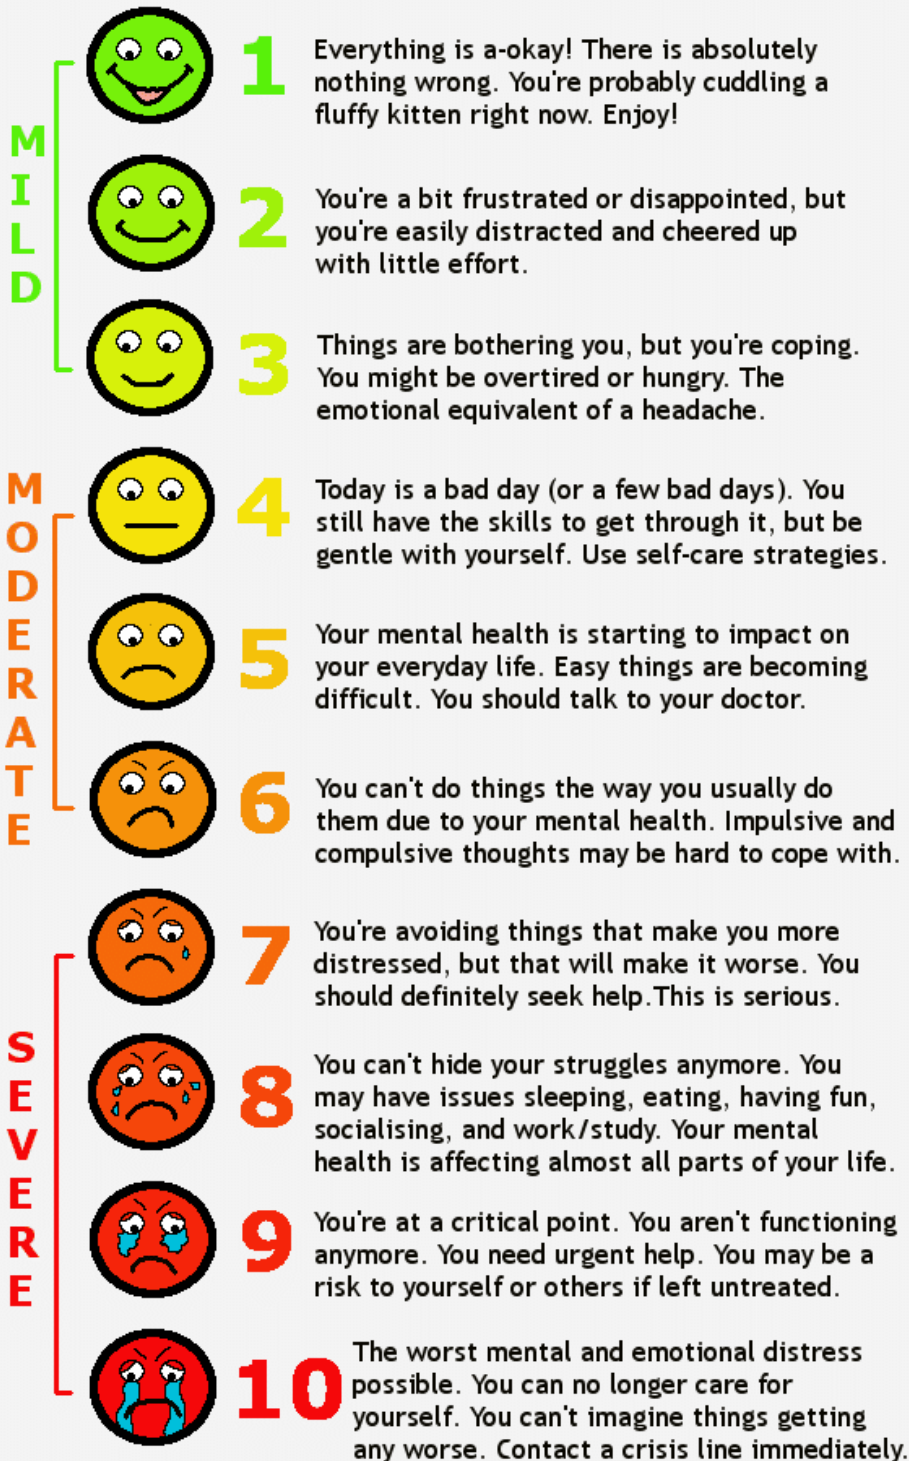 MILD
1
Everything is a-okay! There is absolutely
nothing wrong. You're probably cuddling a
fluffy kitten right now. Enjoy!
2
You're a bit frustrated or disappointed, but
you're easily distracted and cheered up
with little effort.
3
Things are bothering you, but you're coping.
You might be overtired or hungry. The
emotional equivalent of a headache.
MODERATE
4
Today is a bad day (or a few bad days). You
still have the skills to get through it, but be
gentle with yourself. Use self-care strategies.
5
Your mental health is starting to impact on
your everyday life. Easy things are becoming
difficult. You should talk to your doctor.
6
You can't do things the way you usually do
them due to your mental health. Impulsive and
compulsive thoughts may be hard to cope with.
SEVERE
7
You're avoiding things that make you more
distressed, but that will make it worse. You
should definitely seek help.This is serious.
8
You can't hide your struggles anymore. You
may have issues sleeping, eating, having fun,
socialising, and work/study. Your mental
health is affecting almost all parts of your life.
9
You're at a critical point. You aren't functioning
anymore. You need urgent help. You may be a
risk to yourself or others if left untreated.
10
The worst mental and emotional distress
possible. You can no longer care for
yourself. You can't imagine things getting
any worse. Contact a crisis line immediately.